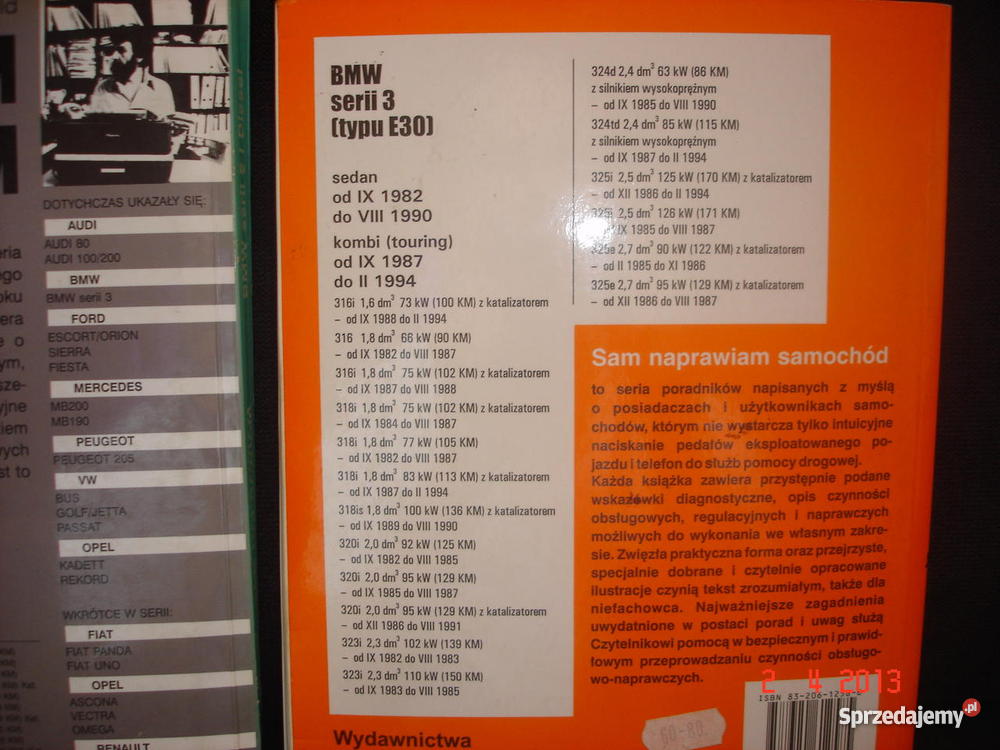 DOTYCHCZAS UKAZAŁY SIĘ:
AUDI
AUDI 80
AUDI 100/200
BMW
BMW serii 3
FORD
ESCORT/ORION
SIERRA
FIESTA
MERCEDES
MB200
MB190
PEUGEOT
PEUGEOT 205
VW
BUS
GOLF/JETTA
PASSAT
OPEL
KADETT
REKORD
WKRÓTCE W SERII:
FIAT
FIAT PANDA
FIAT UNO
OPEL
ASCONA
VECTRA
OMEGA
RENAULT
BMW
serii 3
(typu E30)
sedan
od IX 1982
do VIII 1990
kombi (touring)
od IX 1987
do II 1994
316i 1,6 dm³ 73 kW (100 KM) z katalizatorem
– od IX 1988 do II 1994
316 1,8 dm³ 66 kW (90 KM)
– od IX 1982 do VIII 1987
316i 1,8 dm³ 75 kW (102 KM) z katalizatorem
– od IX 1987 do VIII 1988
318i 1,8 dm³ 75 kW (102 KM) z katalizatorem
– od IX 1984 do VIII 1987
318i 1,8 dm³ 77 kW (105 KM)
– od IX 1982 do VIII 1987
318i 1,8 dm³ 83 kW (113 KM) z katalizatorem
– od IX 1987 do II 1994
318is 1,8 dm³ 100 kW (136 KM) z katalizatorem
– od IX 1989 do VIII 1990
320i 2,0 dm³ 92 kW (125 KM)
– od IX 1982 do VIII 1985
320i 2,0 dm³ 95 kW (129 KM)
– od IX 1985 do VIII 1987
320i 2,0 dm³ 95 kW (129 KM) z katalizatorem
– od XII 1986 do VIII 1991
323i 2,3 dm³ 102 kW (139 KM)
– od IX 1982 do VIII 1983
323i 2,3 dm³ 110 kW (150 KM)
– od IX 1983 do VIII 1985
324d 2,4 dm³ 63 kW (86 KM)
z silnikiem wysokoprężnym
– od IX 1985 do VIII 1990
324td 2,4 dm³ 85 kW (115 KM)
z silnikiem wysokoprężnym
– od IX 1987 do II 1994
325i 2,5 dm³ 125 kW (170 KM) z katalizatorem
– od XII 1986 do II 1994
325i 2,5 dm³ 126 kW (171 KM)
IX 1985 do VIII 1987
325e 2,7 dm³ 90 kW (122 KM) z katalizatorem
– od II 1985 do XI 1986
325e 2,7 dm³ 95 kW (129 KM) z katalizatorem
– od XII 1986 do VIII 1987
Sam naprawiam samochód
to seria poradników napisanych z myślą
o posiadaczach i użytkownikach samo-
chodów, którym nie wystarcza tylko intuicyjne
naciskanie pedałów eksploatowanego po-
jazdu i telefon do służb pomocy drogowej.
Każda książka zawiera przystępnie podane
wskazówki diagnostyczne, opis czynności
obsługowych, regulacyjnych i naprawczych
możliwych do wykonania we własnym zakre-
sie. Zwięzła praktyczna forma oraz przejrzyste,
specjalnie dobrane i czytelnie opracowane
ilustracje czynią tekst zrozumiałym, także dla
niefachowca. Najważniejsze zagadnienia
uwydatnione w postaci porad i uwag służą
Czytelnikowi pomocą w bezpiecznym i prawid-
łowym przeprowadzaniu czynności obsługo-
wo-naprawczych.
2 4 2013
ISBN 83-206-
60-80
Wydawnictwa
Sprzedajemy.pl